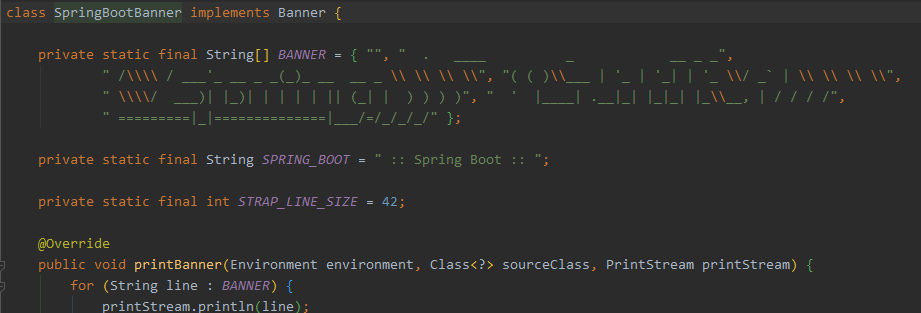 class SpringBootBanner implements Banner {
private static final String[] BANNER = { "", "  .   ____          _            __ _ _",
" /\\\\ / ___'_ __ _ _(_)_ __  __ _ \\ \\ \\ \\", "( ( )\\___ | '_ | '_| | '_ \\/ _` | \\ \\ \\ \\",
" \\\\/  ___)| |_)| | | | | || (_| |  ) ) ) )", "  '  |____| .__|_| |_|_| |_\\__, | / / / /",
" =========|_|==============|___/=/_/_/_/" };
private static final String SPRING_BOOT = " :: Spring Boot :: ";
private static final int STRAP_LINE_SIZE = 42;
@Override
public void printBanner(Environment environment, Class<?> sourceClass, PrintStream printStream) {
for (String line : BANNER) {
printStream.println(line);